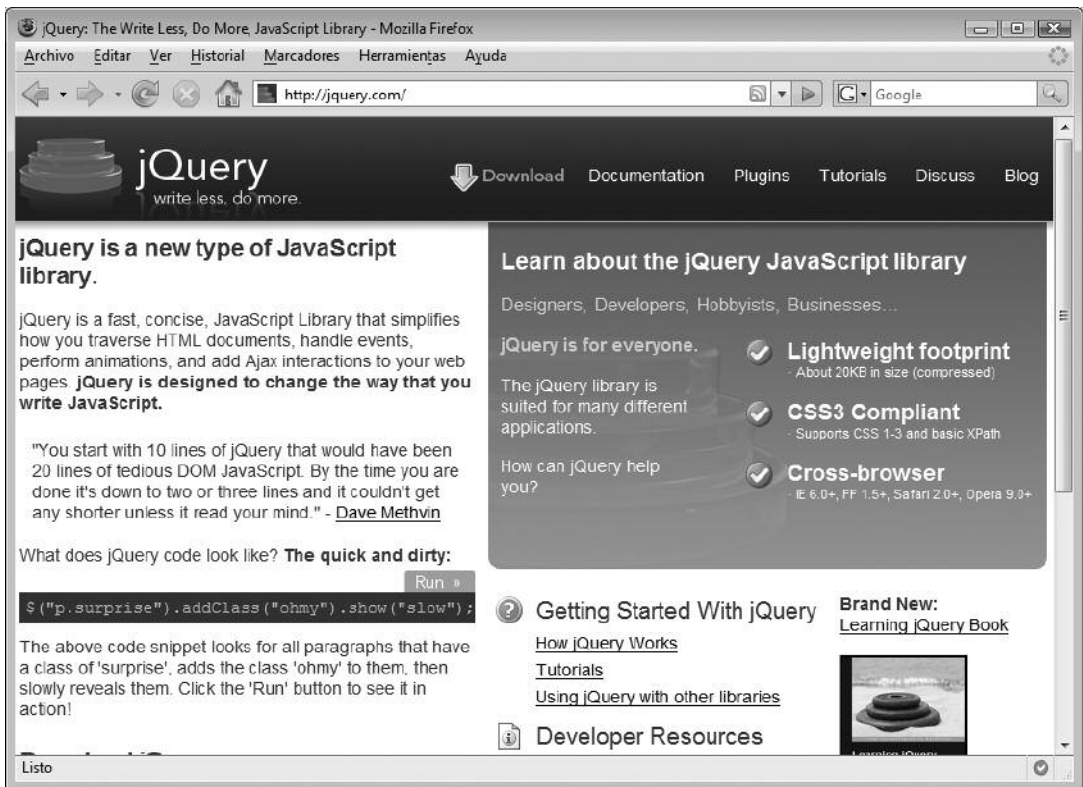 jQuery: The Write Less, Do More, JavaScript Library - Mozilla Firefox
Archivo Editar Ver Historial Marcadores Herramientas Ayuda
http://jquery.com/
G Google
jQuery
write less, do more.
Download Documentation Plugins Tutorials Discuss Blog
jQuery is a new type of JavaScript
library.
jQuery is a fast, concise, JavaScript Library that simplifies
how you traverse HTML documents, handle events,
perform animations, and add Ajax interactions to your web
pages. jQuery is designed to change the way that you
write JavaScript.
"You start with 10 lines of jQuery that would have been
20 lines of tedious DOM JavaScript. By the time you are
done it's down to two or three lines and it couldn't get
any shorter unless it read your mind." - Dave Methvin
What does jQuery code look like? The quick and dirty:
Run »
$("p.surprise").addClass("ohmy").show("slow");
The above code snippet looks for all paragraphs that have
a class of 'surprise', adds the class 'ohmy' to them, then
slowly reveals them. Click the 'Run' button to see it in
action!
Learn about the jQuery JavaScript library
Designers, Developers, Hobbyists, Businesses...
jQuery is for everyone.
The jQuery library is
suited for many different
applications.
How can jQuery help
you?
Lightweight footprint
- About 20KB in size (compressed)
CSS3 Compliant
- Supports CSS 1-3 and basic XPath
Cross-browser
- IE 6.0+, FF 1.5+, Safari 2.0+, Opera 9.0+
Getting Started With jQuery
How jQuery Works
Tutorials
Using jQuery with other libraries
Developer Resources
Brand New:
Learning jQuery Book
Learning jQuery
Listo